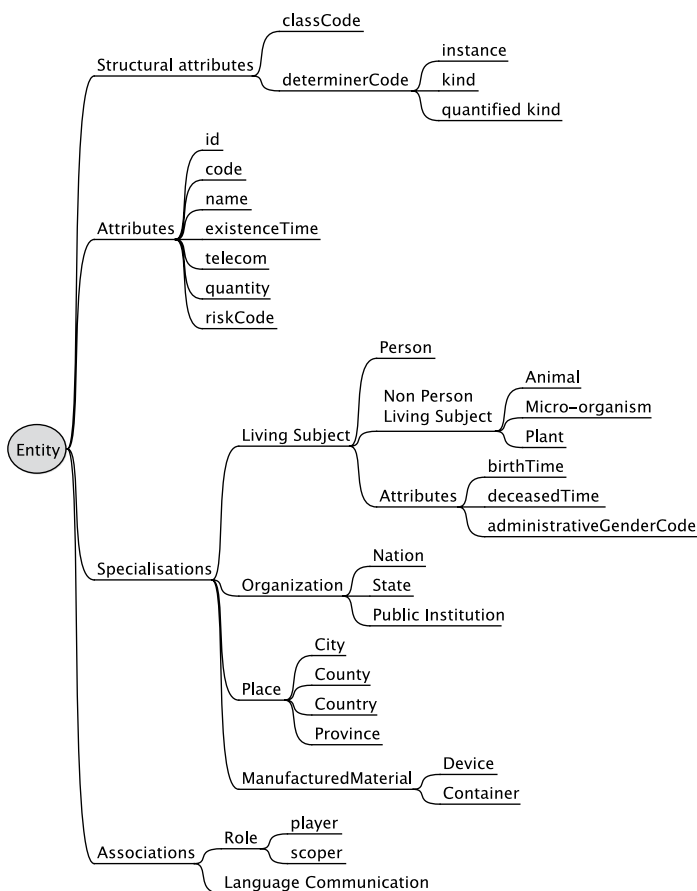 classCode
Structural attributes
instance
determinerCode
kind
quantified kind
id
code
name
Attributes
existenceTime
telecom
quantity
riskCode
Person
Non Person
Living Subject
Animal
Micro-organism
Plant
Living Subject
birthTime
Attributes
deceasedTime
administrativeGenderCode
Entity
Specialisations
Nation
Organization
State
Public Institution
City
County
Place
Country
Province
Device
ManufacturedMaterial
Container
player
Role
scoper
Associations
Language Communication